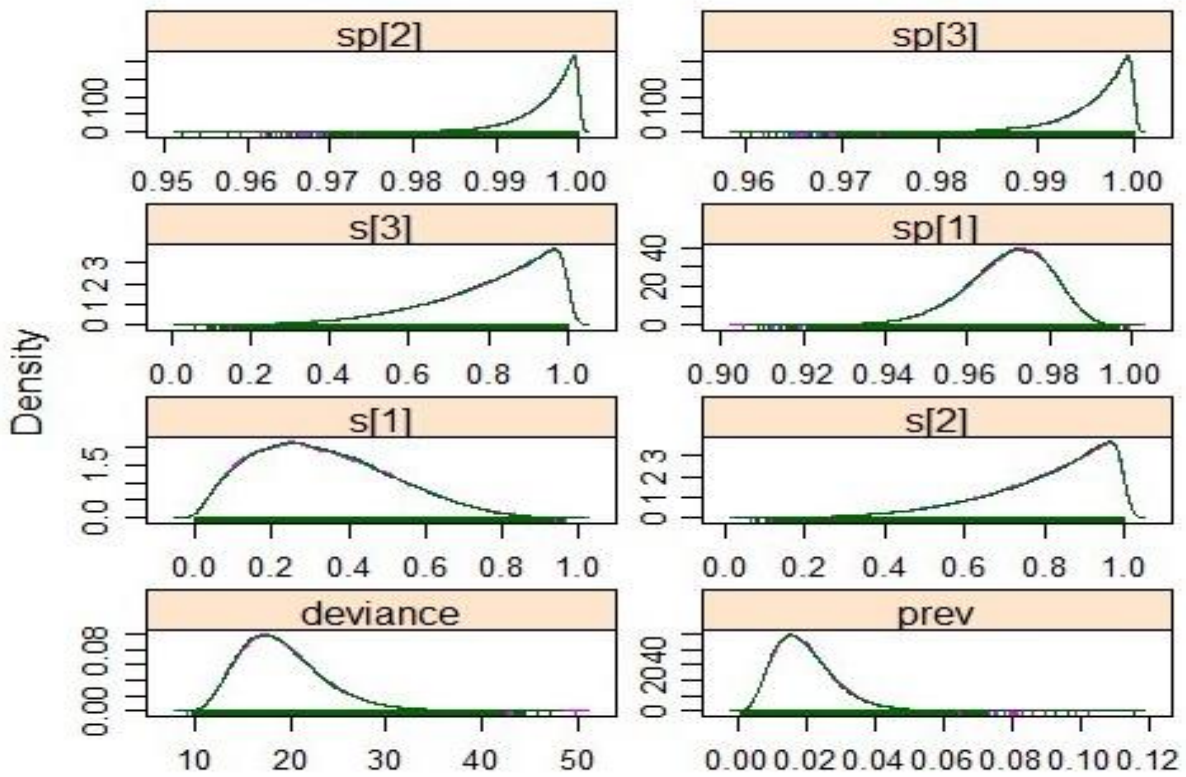 sp[2] sp[3]
0 100 0 100
0.95 0.96 0.97 0.98 0.99 1.00 0.96 0.97 0.98 0.99 1.00
s[3] sp[1]
0 1 2 3 0 20 40
0.0 0.2 0.4 0.6 0.8 1.0 0.90 0.92 0.94 0.96 0.98 1.00
Density
s[1] s[2]
0.0 1.5 0 1 2 3
0.0 0.2 0.4 0.6 0.8 1.0 0.0 0.2 0.4 0.6 0.8 1.0
deviance prev
0.00 0.08 0 20 40
10 20 30 40 50 0.00 0.02 0.04 0.06 0.08 0.10 0.12